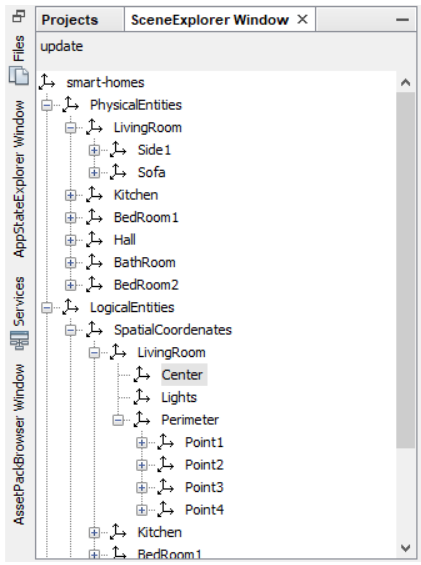 Projects
SceneExplorer Window ×
update
Files
AppStateExplorer Window
Services
AssetPackBrowser Window
smart-homes
PhysicalEntities
LivingRoom
Side1
Sofa
Kitchen
BedRoom1
Hall
BathRoom
BedRoom2
LogicalEntities
SpatialCoordenates
LivingRoom
Center
Lights
Perimeter
Point1
Point2
Point3
Point4
Kitchen
BedRoom1